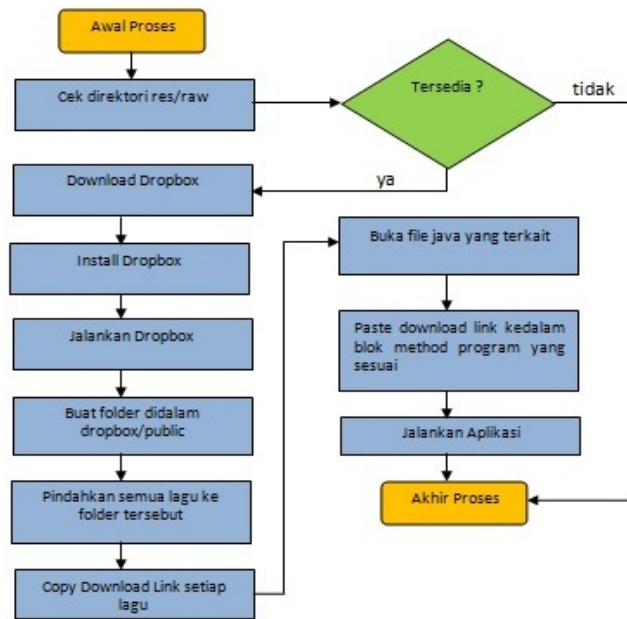 Awal Proses
Cek direktori res/raw
Tersedia ?
tidak
ya
Download Dropbox
Install Dropbox
Jalankan Dropbox
Buat folder didalam
dropbox/public
Pindahkan semua lagu ke
folder tersebut
Copy Download Link setiap
lagu
Buka file java yang terkait
Paste download link kedalam
blok method program yang
sesuai
Jalankan Aplikasi
Akhir Proses